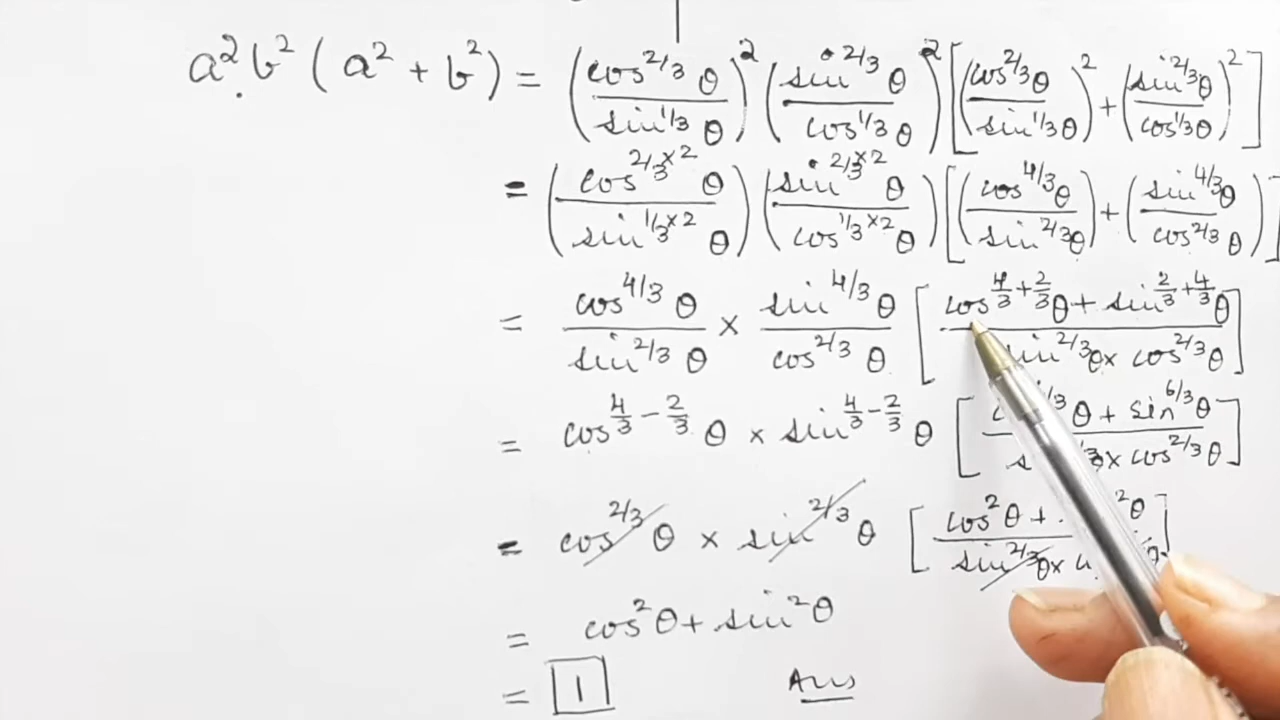 a²b²(a² + b²) = (cos^{2/3} θ / sin^{1/3} θ)² (sin^{2/3} θ / cos^{1/3} θ)² [(cos^{2/3} θ / sin^{1/3} θ)² + (sin^{2/3} θ / cos^{1/3} θ)²]
= (cos^{2/3 × 2} θ / sin^{1/3 × 2} θ) (sin^{2/3 × 2} θ / cos^{1/3 × 2} θ) [(cos^{4/3} θ / sin^{2/3} θ) + (sin^{4/3} θ / cos^{2/3} θ)]
= cos^{4/3} θ / sin^{2/3} θ × sin^{4/3} θ / cos^{2/3} θ [cos^{4/3 + 2/3} θ + sin^{2/3 + 4/3} θ / sin^{2/3} θ × cos^{2/3} θ]
= cos^{4/3 - 2/3} θ × sin^{4/3 - 2/3} θ [θ + sin^{6/3} θ / × cos^{2/3} θ]
= cos^{2/3} θ × sin^{2/3} θ [cos² θ + ² θ / sin^{2/3} θ × θ]
= cos² θ + sin² θ
= 1 Ans